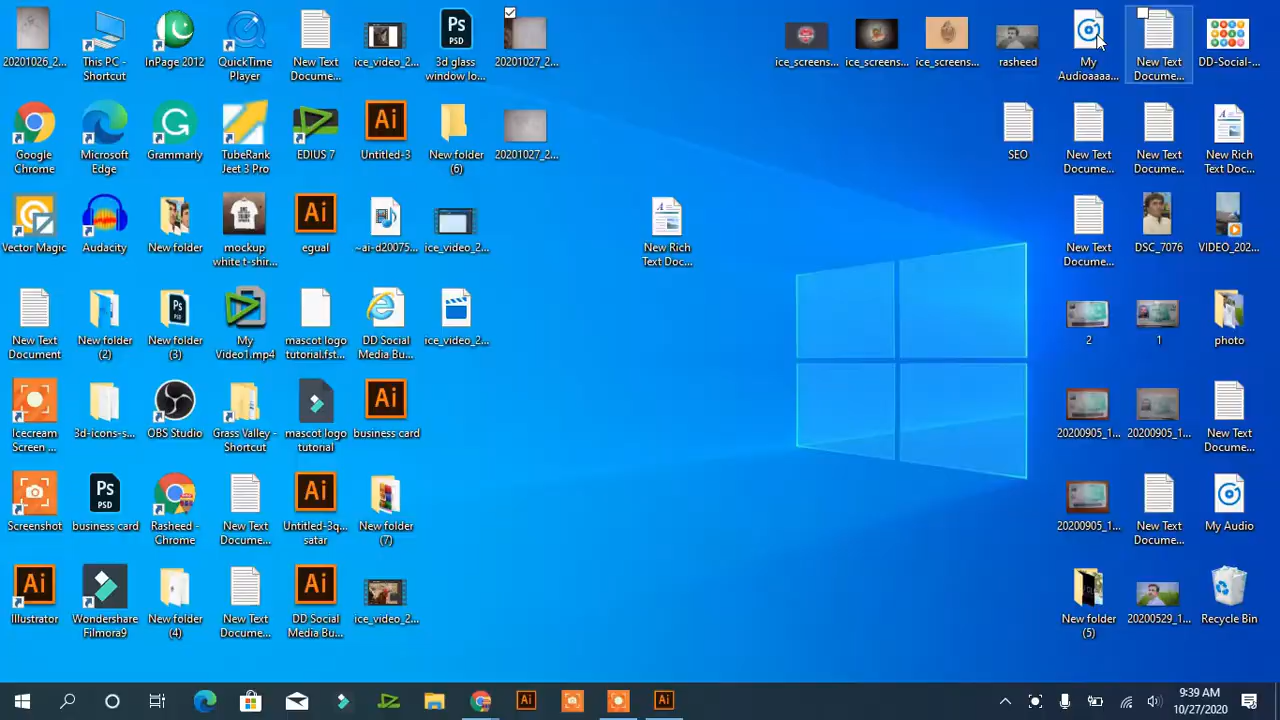 20201026_2...
This PC -
Shortcut
InPage 2012
QuickTime
Player
New Text
Docume...
ice_video_2...
Ps
PSD
3d glass
window lo...
20201027_2...
ice_screens...
ice_screens...
ice_screens...
rasheed
My
Audioaaaa...
New Text
Docume...
DD-Social-...
Google
Chrome
Microsoft
Edge
Grammarly
TubeRank
Jeet 3 Pro
EDIUS 7
Ai
Untitled-3
New folder
(6)
20201027_2...
SEO
New Text
Docume...
New Text
Docume...
New Rich
Text Doc...
Vector Magic
Audacity
New folder
mockup
white t-shir...
Ai
egual
~ai-d20075...
ice_video_2...
New Rich
Text Doc...
New Text
Docume...
DSC_7076
VIDEO_202...
New Text
Document
New folder
(2)
Ps
New folder
(3)
My
Video1.mp4
mascot logo
tutorial.fst...
DD Social
Media Bu...
ice_video_2...
2
1
photo
Icecream
Screen ...
3d-icons-s...
OBS Studio
Grass Valley -
Shortcut
mascot logo
tutorial
Ai
business card
20200905_1...
20200905_1...
New Text
Docume...
Screenshot
Ps
PSD
business card
Rasheed -
Chrome
New Text
Docume...
Ai
Untitled-3q...
satar
New folder
(7)
20200905_1...
New Text
Docume...
My Audio
Ai
Illustrator
Wondershare
Filmora9
New folder
(4)
New Text
Docume...
Ai
DD Social
Media Bu...
ice_video_2...
New folder
(5)
20200529_1...
Recycle Bin
Ai
Ai
9:39 AM
10/27/2020